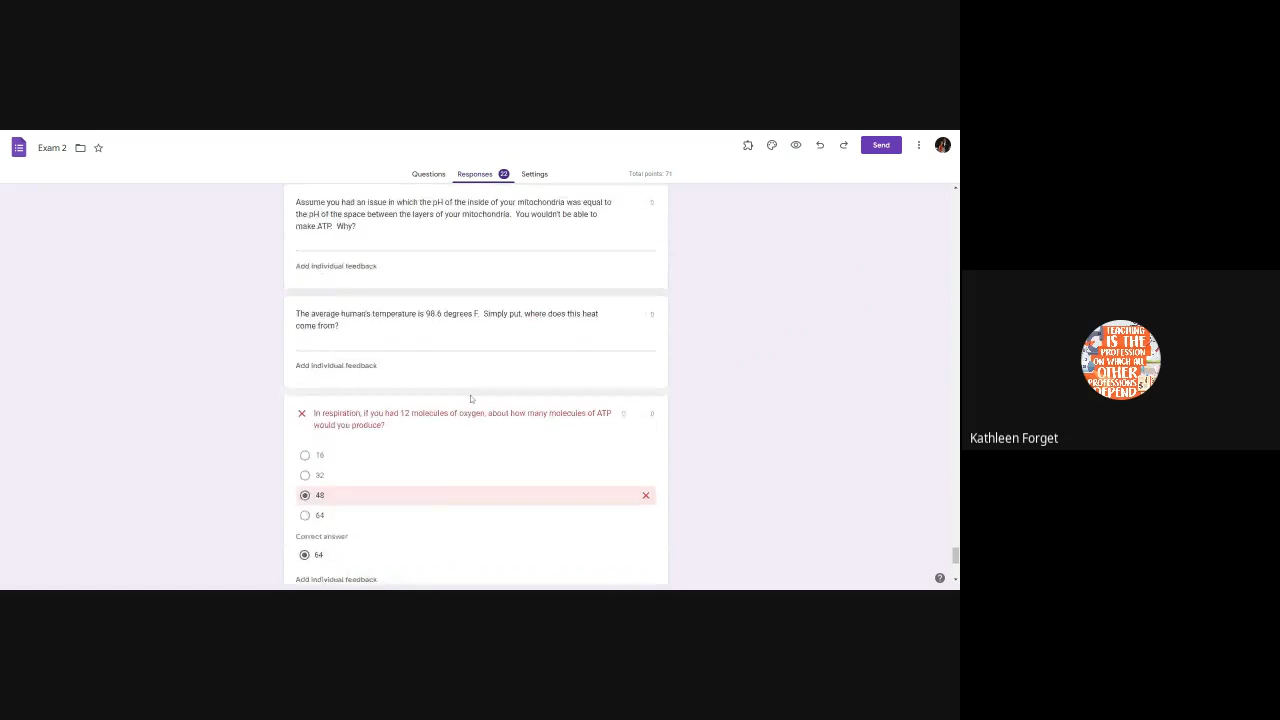 Exam 2
Send
Questions
Responses 22
Settings
Total points: 71
Assume you had an issue in which the pH of the inside of your mitochondria was equal to
the pH of the space between the layers of your mitochondria. You wouldn't be able to
make ATP. Why?
Add individual feedback
The average human's temperature is 98.6 degrees F. Simply put, where does this heat
come from?
Add individual feedback
In respiration, if you had 12 molecules of oxygen, about how many molecules of ATP
would you produce?
16
32
48
64
Correct answer
64
Add individual feedback
TEACHING
IS THE
PROFESSION
ON WHICH ALL
OTHER
PROFESSIONS
DEPEND
Kathleen Forget